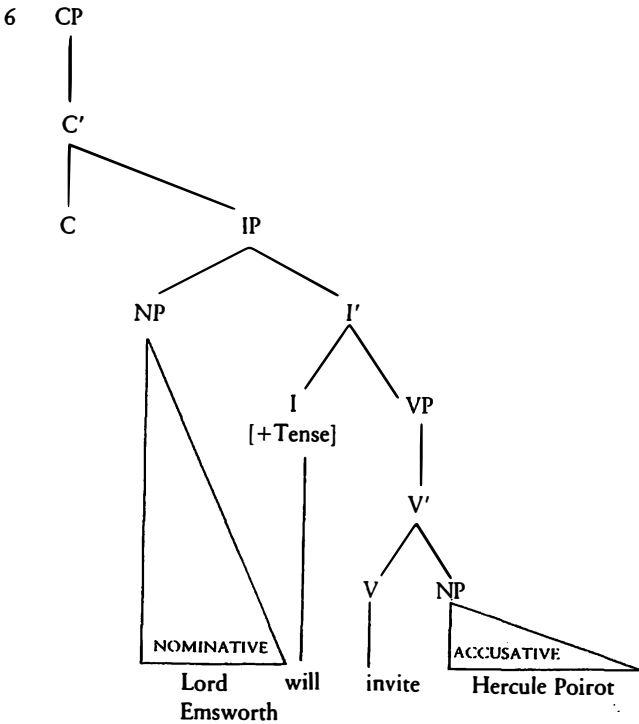 6 CP
C′
C IP
NP I′
I VP
[+Tense]
V′
V NP
NOMINATIVE ACCUSATIVE
Lord will invite Hercule Poirot
Emsworth